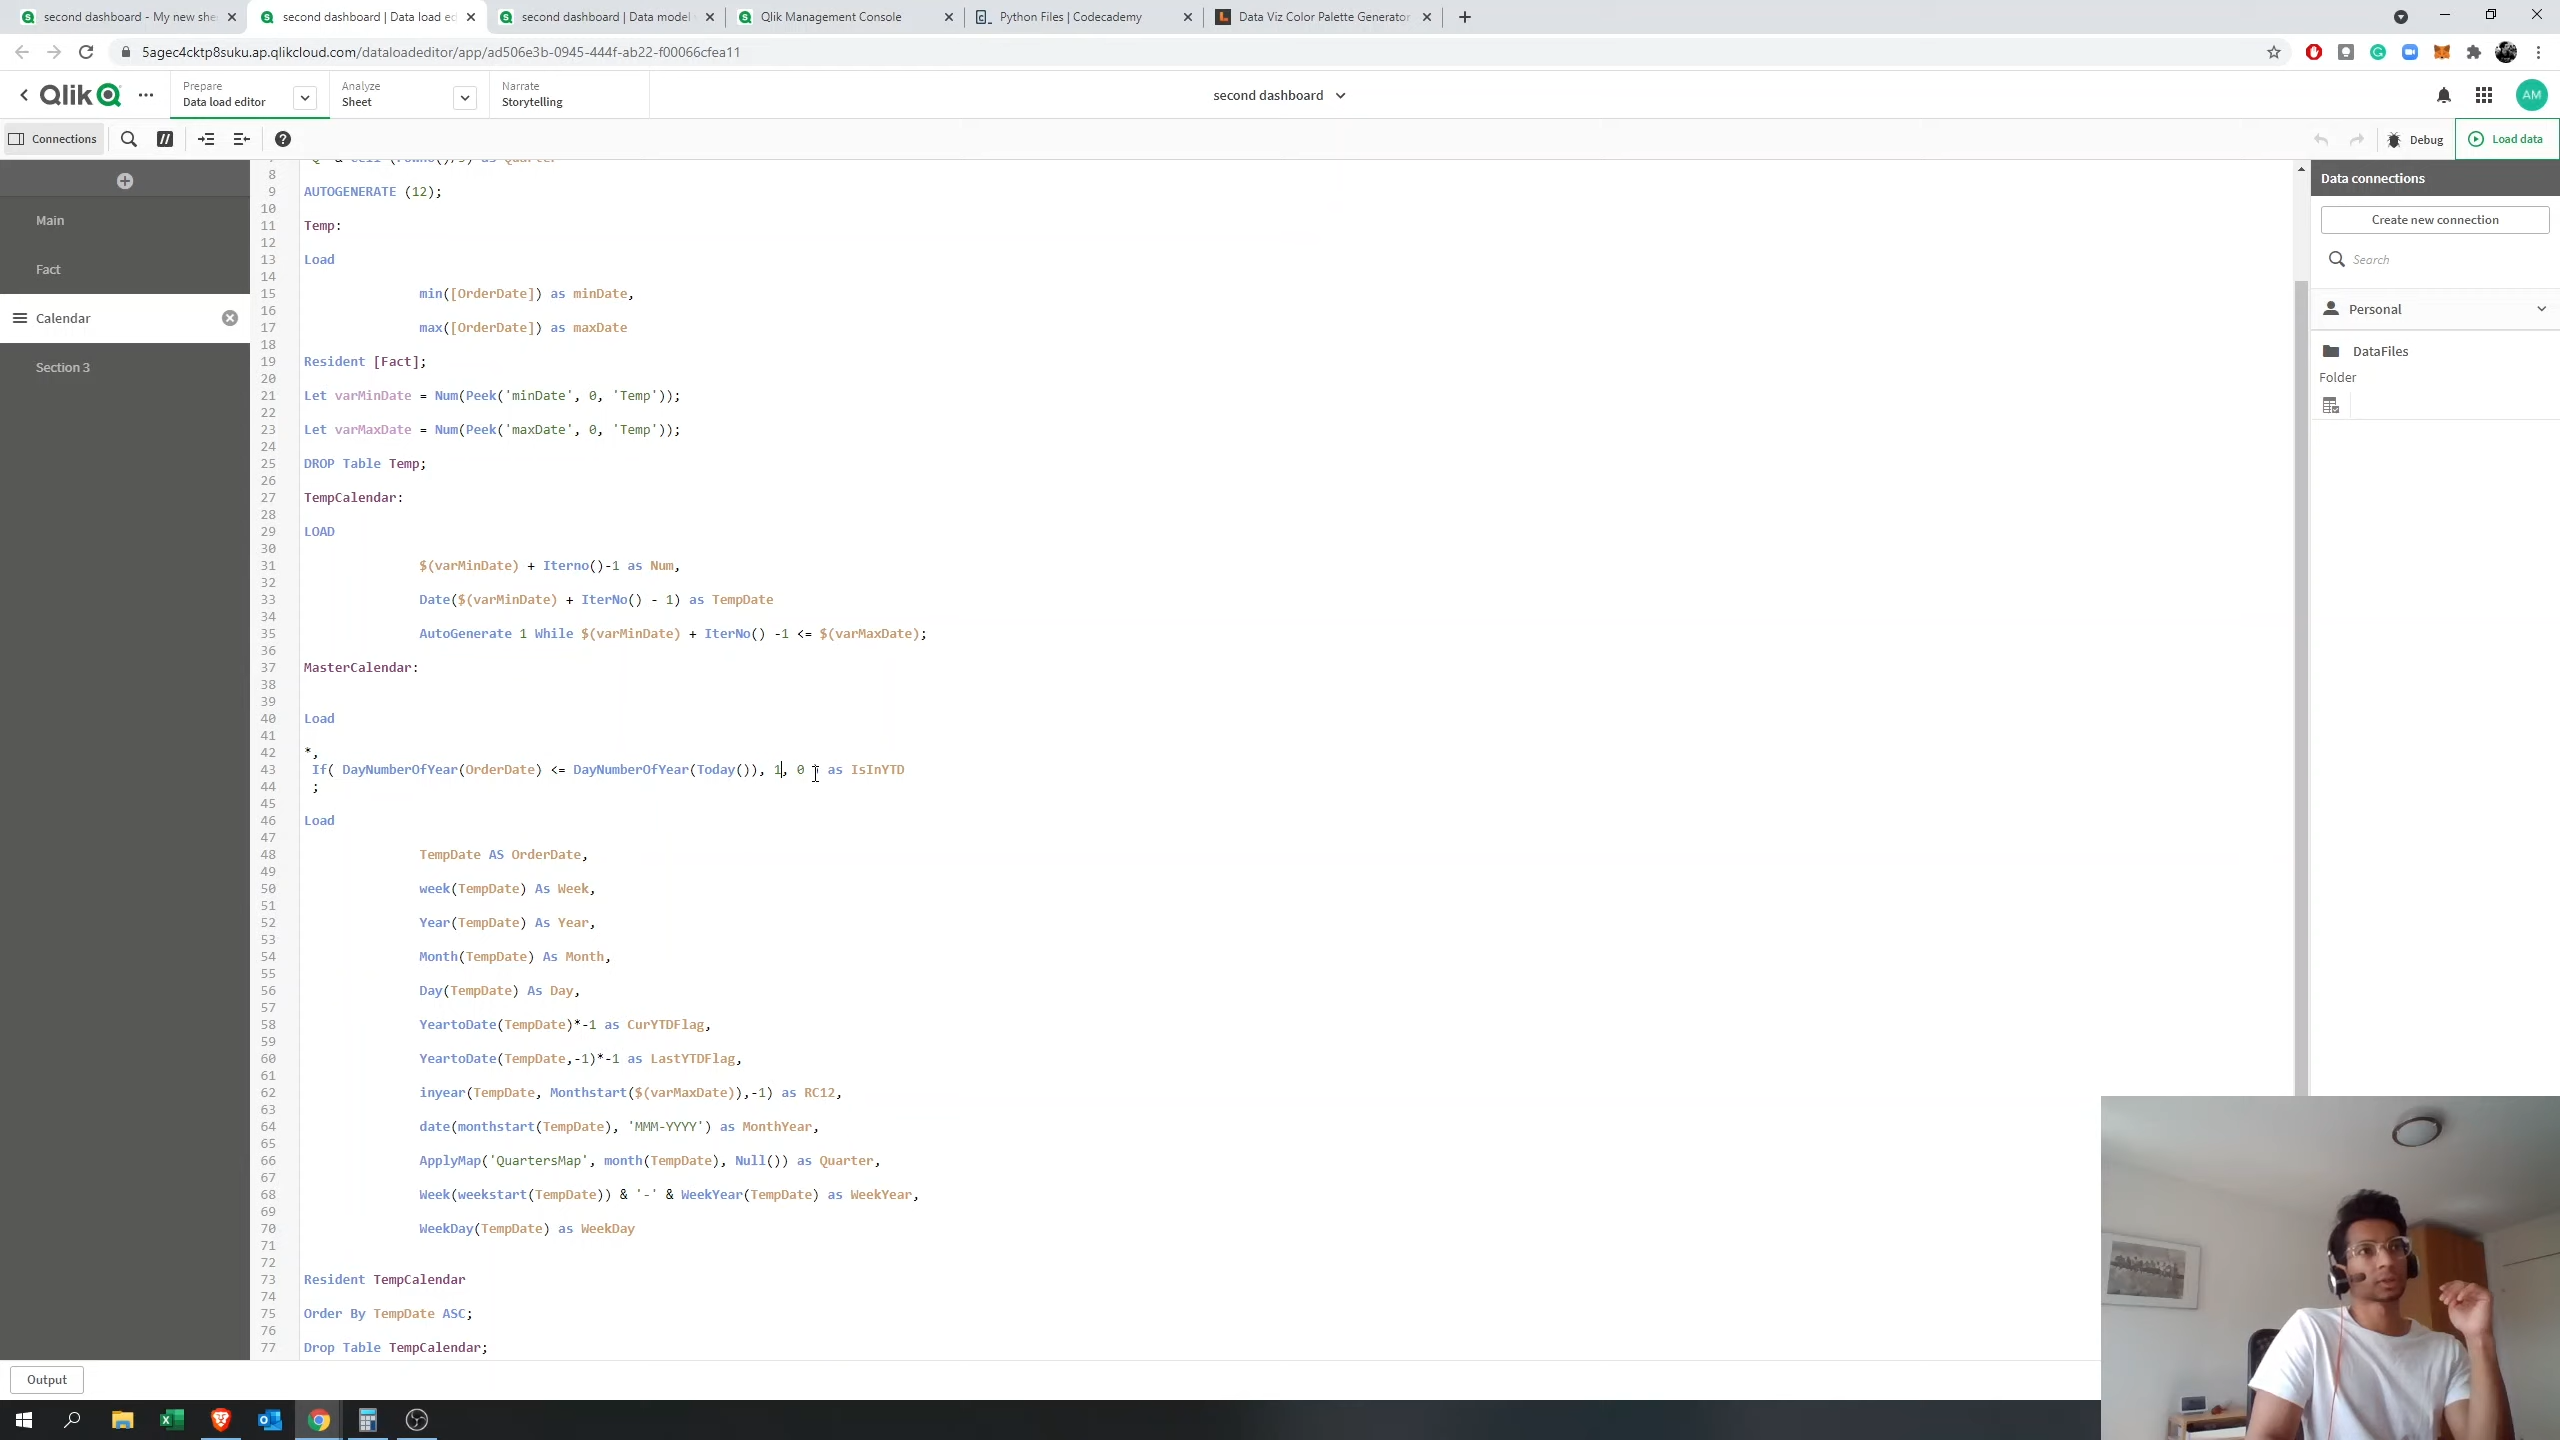 second dashboard - My new she
second dashboard | Data load ed
second dashboard | Data model
Qlik Management Console
Python Files | Codecademy
Data Viz Color Palette Generator
5agec4cktp8suku.ap.qlikcloud.com/dataloadeditor/app/ad506e3b-0945-444f-ab22-f00066cfea11
Qlik
Prepare
Data load editor
Analyze
Sheet
Narrate
Storytelling
second dashboard
AM
Connections
Debug
Load data
Main
Fact
Calendar
Section 3
8
9 AUTOGENERATE (12);
10
11 Temp:
12
13 Load
14
15 min([OrderDate]) as minDate,
16
17 max([OrderDate]) as maxDate
18
19 Resident [Fact];
20
21 Let varMinDate = Num(Peek('minDate', 0, 'Temp'));
22
23 Let varMaxDate = Num(Peek('maxDate', 0, 'Temp'));
24
25 DROP Table Temp;
26
27 TempCalendar:
28
29 LOAD
30
31 $(varMinDate) + Iterno()-1 as Num,
32
33 Date($(varMinDate) + IterNo() - 1) as TempDate
34
35 AutoGenerate 1 While $(varMinDate) + IterNo() -1 <= $(varMaxDate);
36
37 MasterCalendar:
38
39
40 Load
41
42 *,
43 If( DayNumberOfYear(OrderDate) <= DayNumberOfYear(Today()), 1, 0 ) as IsInYTD
44 ;
45
46 Load
47
48 TempDate AS OrderDate,
49
50 week(TempDate) As Week,
51
52 Year(TempDate) As Year,
53
54 Month(TempDate) As Month,
55
56 Day(TempDate) As Day,
57
58 YeartoDate(TempDate)*-1 as CurYTDFlag,
59
60 YeartoDate(TempDate,-1)*-1 as LastYTDFlag,
61
62 inyear(TempDate, Monthstart($(varMaxDate)),-1) as RC12,
63
64 date(monthstart(TempDate), 'MMM-YYYY') as MonthYear,
65
66 ApplyMap('QuartersMap', month(TempDate), Null()) as Quarter,
67
68 Week(weekstart(TempDate)) & '-' & WeekYear(TempDate) as WeekYear,
69
70 WeekDay(TempDate) as WeekDay
71
72
73 Resident TempCalendar
74
75 Order By TempDate ASC;
76
77 Drop Table TempCalendar;
Data connections
Create new connection
Search
Personal
DataFiles
Folder
Output